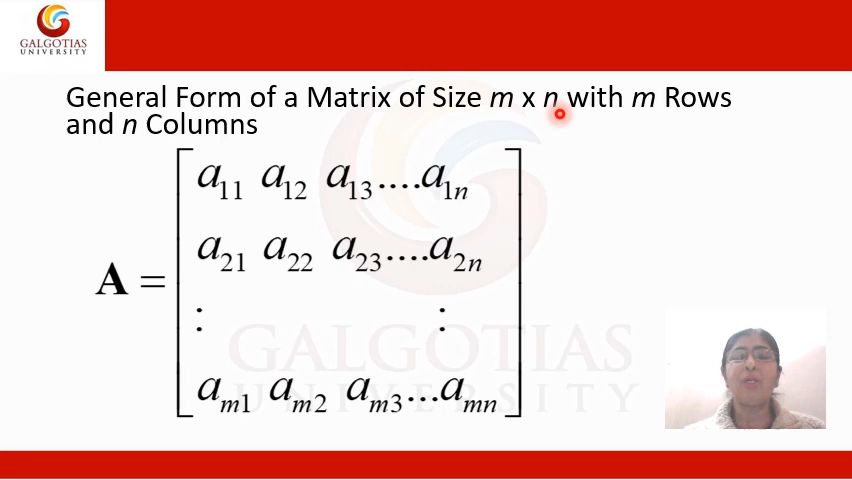 GALGOTIAS
UNIVERSITY
General Form of a Matrix of Size m x n with m Rows
and n Columns
a11 a12 a13....a1n
a21 a22 a23....a2n
A =
: :
am1 am2 am3...amn
GALGOTIAS
UNIVERSITY